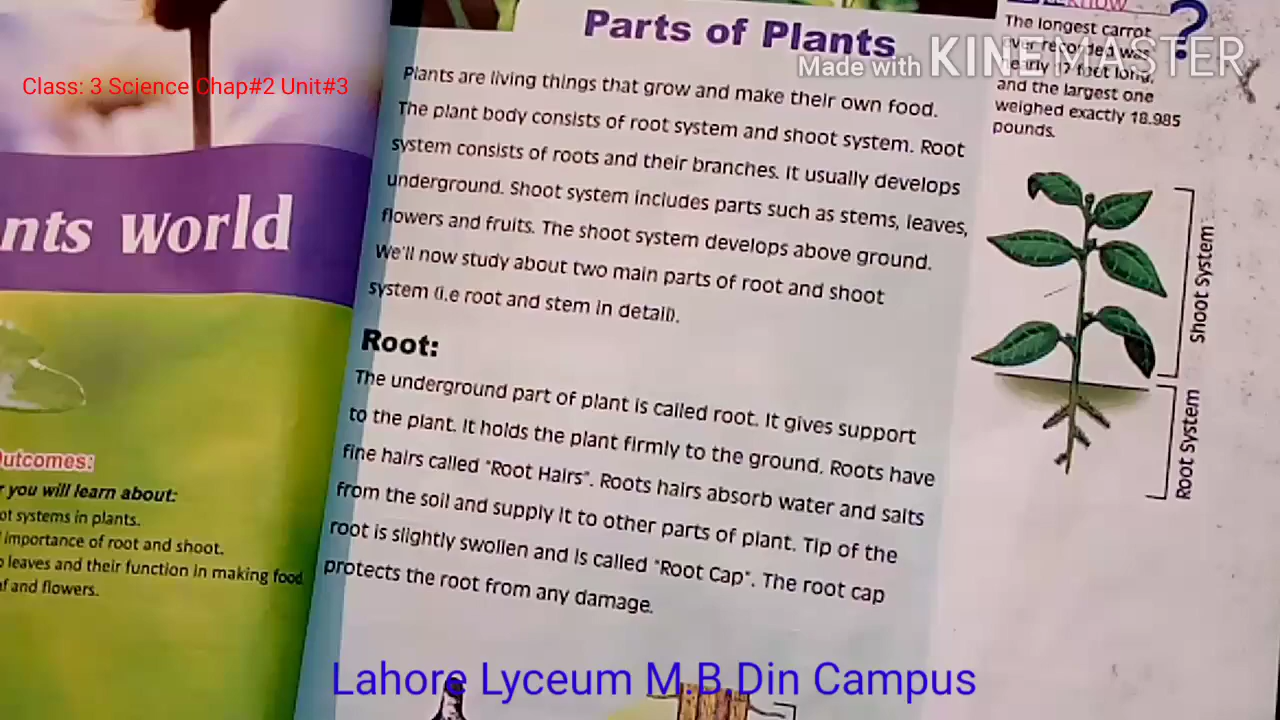 Class: 3 Science Chap#2 Unit#3
nts world
Outcomes:
you will learn about:
ot systems in plants.
importance of root and shoot.
leaves and their function in making food
and flowers.
Parts of Plants
Plants are living things that grow and make their own food.
The plant body consists of root system and shoot system. Root
system consists of roots and their branches. It usually develops
underground. Shoot system includes parts such as stems, leaves,
flowers and fruits. The shoot system develops above ground.
We'll now study about two main parts of root and shoot
system (i.e root and stem in detail).
Root:
The underground part of plant is called root. It gives support
to the plant. It holds the plant firmly to the ground. Roots have
fine hairs called "Root Hairs". Roots hairs absorb water and salts
from the soil and supply it to other parts of plant. Tip of the
root is slightly swollen and is called "Root Cap". The root cap
protects the root from any damage.
know
?
Made with KINEMASTER
The longest carrot
ever recorded was
nearly 17 foot long,
and the largest one
weighed exactly 18.985
pounds.
Shoot System
Root System
Lahore Lyceum M.B.Din Campus